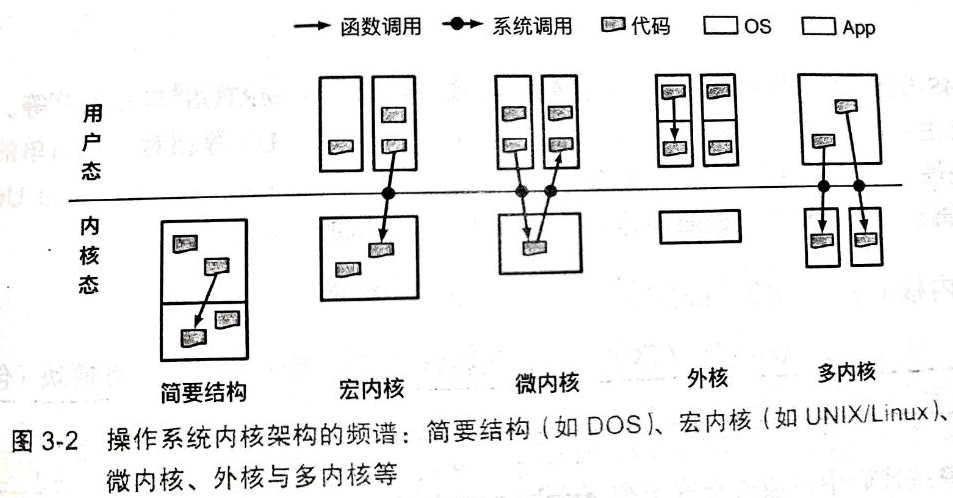 函数调用 系统调用 代码 OS App
用户态
内核态
简要结构 宏内核 微内核 外核 多内核
图 3-2 操作系统内核架构的频谱：简要结构（如 DOS）、宏内核（如 UNIX/Linux）、
微内核、外核与多内核等